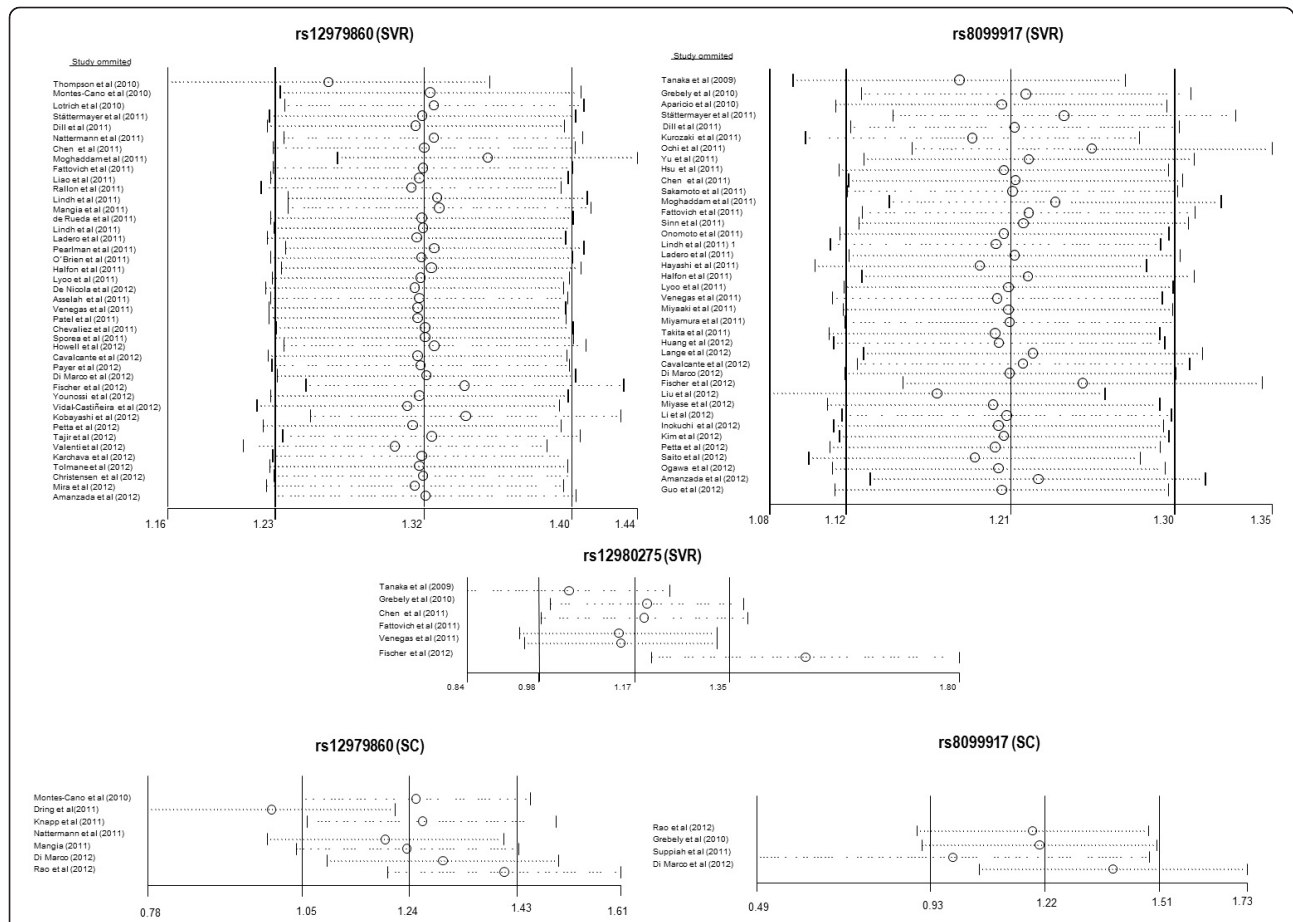 rs12979860 (SVR)
Study ommited
Thompson et al (2010)
Montes-Cano et al (2010)
Lotrich et al (2010)
Stättermayer et al (2011)
Dill et al (2011)
Nattermann et al (2011)
Chen et al (2011)
Moghaddam et al (2011)
Fattovich et al (2011)
Liao et al (2011)
Rallon et al (2011)
Lindh et al (2011)
Mangia et al (2011)
de Rueda et al (2011)
Lindh et al (2011)
Ladero et al (2011)
Pearlman et al (2011)
O'Brien et al (2011)
Halfon et al (2011)
Lyoo et al (2011)
De Nicola et al (2012)
Asselah et al (2011)
Venegas et al (2011)
Patel et al (2011)
Chevaliez et al (2011)
Sporea et al (2011)
Howell et al (2012)
Cavalcante et al (2012)
Payer et al (2012)
Di Marco et al (2012)
Fischer et al (2012)
Younossi et al (2012)
Vidal-Castiñeira et al (2012)
Kobayashi et al (2012)
Petta et al (2012)
Tajir et al (2012)
Valenti et al (2012)
Karchava et al (2012)
Tolmane et al (2012)
Christensen et al (2012)
Mira et al (2012)
Amanzada et al (2012)
1.16 1.23 1.32 1.40 1.44
rs8099917 (SVR)
Study ommited
Tanaka et al (2009)
Grebely et al (2010)
Aparicio et al (2010)
Stättermayer et al (2011)
Dill et al (2011)
Kurozaki et al (2011)
Ochi et al (2011)
Yu et al (2011)
Hsu et al (2011)
Chen et al (2011)
Sakamoto et al (2011)
Moghaddam et al (2011)
Fattovich et al (2011)
Sinn et al (2011)
Onomoto et al (2011)
Lindh et al (2011) 1
Ladero et al (2011)
Hayashi et al (2011)
Halfon et al (2011)
Lyoo et al (2011)
Venegas et al (2011)
Miyaaki et al (2011)
Miyamura et al (2011)
Takita et al (2011)
Huang et al (2012)
Lange et al (2012)
Cavalcante et al (2012)
Di Marco (2012)
Fischer et al (2012)
Liu et al (2012)
Miyase et al (2012)
Li et al (2012)
Inokuchi et al (2012)
Kim et al (2012)
Petta et al (2012)
Saito et al (2012)
Ogawa et al (2012)
Amanzada et al (2012)
Guo et al (2012)
1.08 1.12 1.21 1.30 1.35
rs12980275 (SVR)
Tanaka et al (2009)
Grebely et al (2010)
Chen et al (2011)
Fattovich et al (2011)
Venegas et al (2011)
Fischer et al (2012)
0.84 0.98 1.17 1.35 1.80
rs12979860 (SC)
Montes-Cano et al (2010)
Dring et al(2011)
Knapp et al (2011)
Nattermann et al (2011)
Mangia (2011)
Di Marco (2012)
Rao et al (2012)
0.78 1.05 1.24 1.43 1.61
rs8099917 (SC)
Rao et al (2012)
Grebely et al (2010)
Suppiah et al (2011)
Di Marco et al (2012)
0.49 0.93 1.22 1.51 1.73